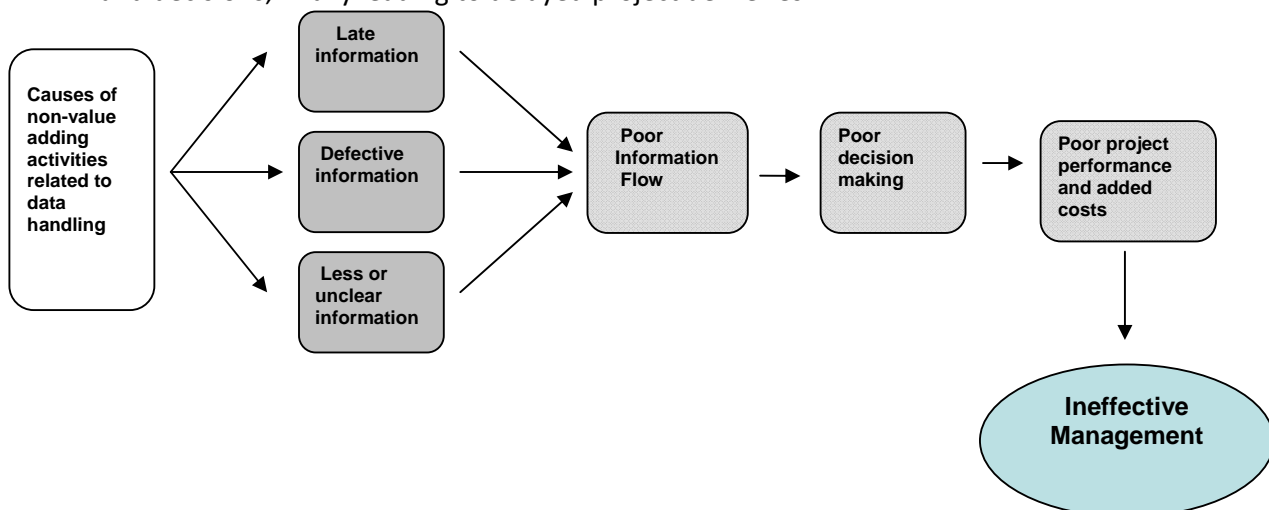 Late
information
Causes of
non-value
adding
activities
related to
data
handling
Defective
information
Less or
unclear
information
Poor
Information
Flow
Poor
decision
making
Poor project
performance
and added
costs
Ineffective
Management